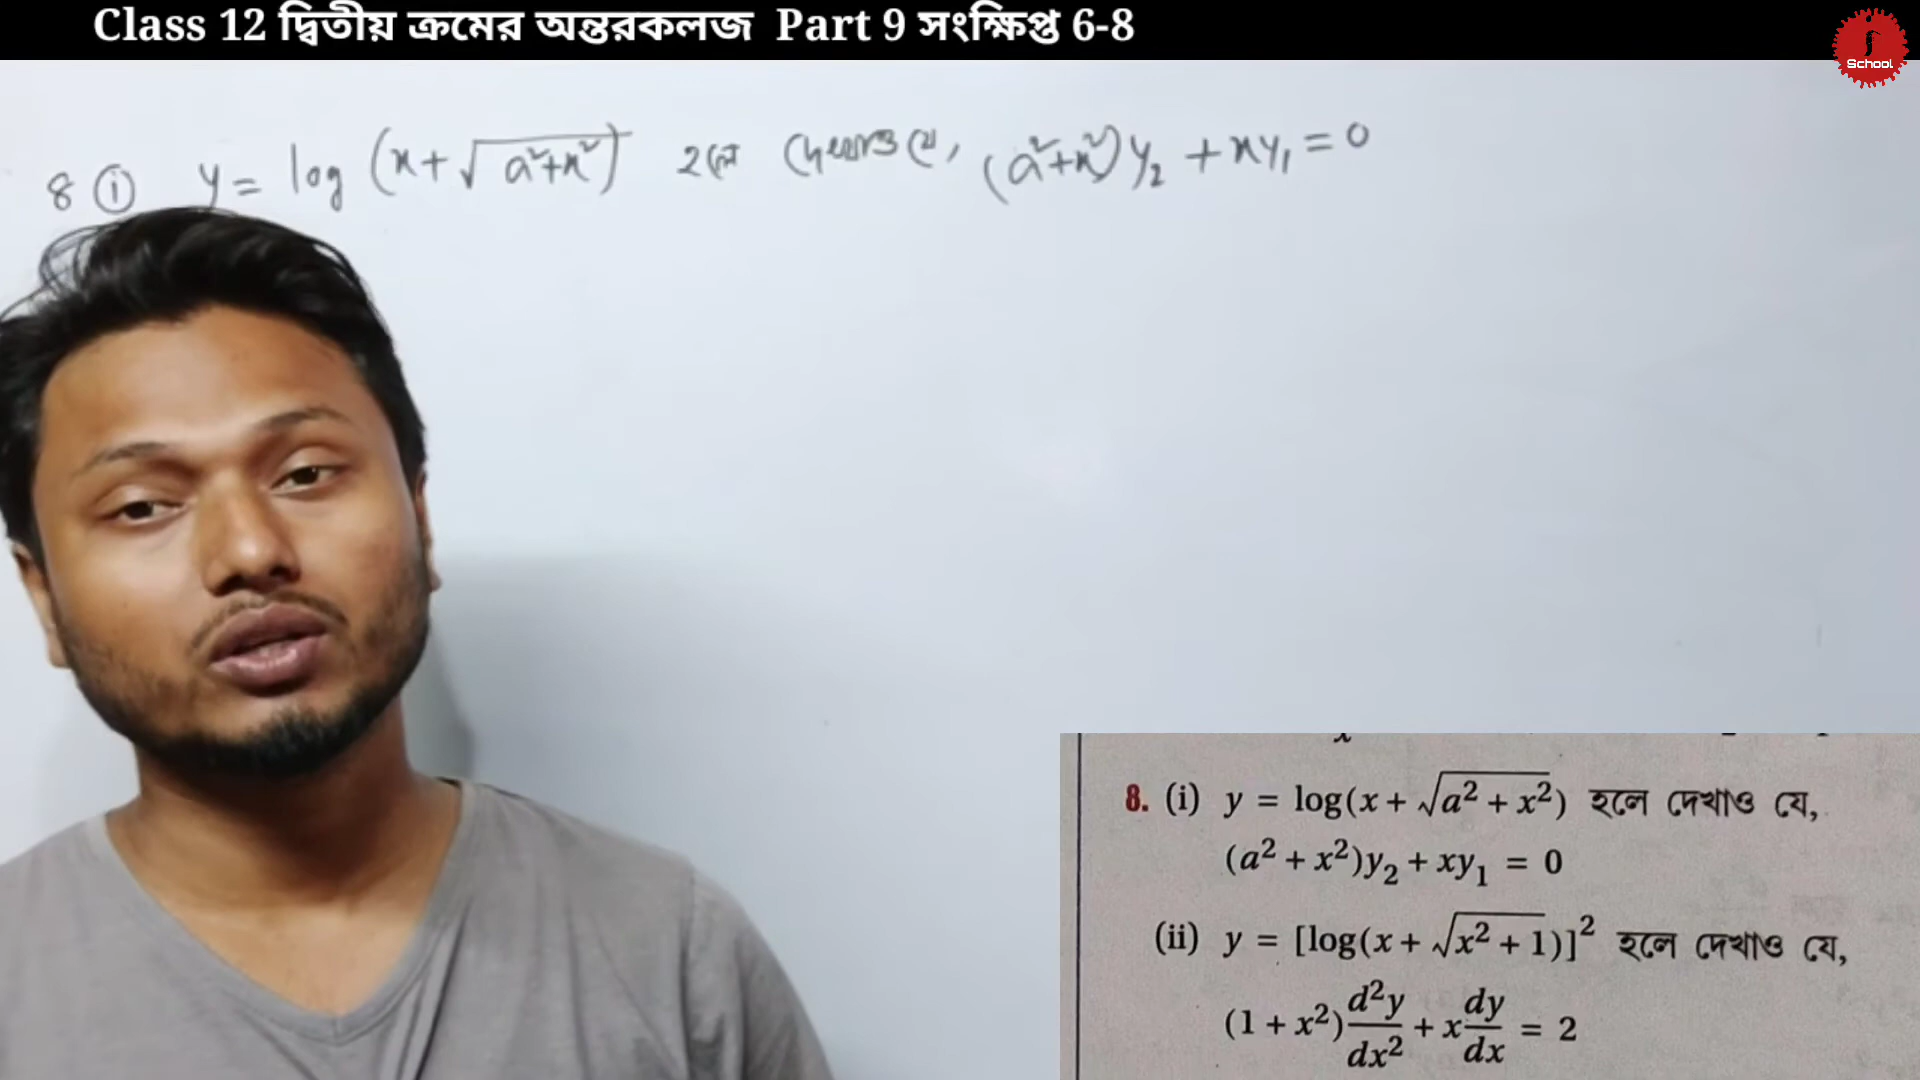 Class 12 দ্বিতীয় ক্রমের অন্তরকলজ Part 9 সংক্ষিপ্ত 6-8
School
8 (i) y = log (x + √a²+x²) হলে দেখাও যে, (a²+x²)y₂ + xy₁ = 0
8. (i) y = log(x + √a² + x²) হলে দেখাও যে,
(a² + x²)y₂ + xy₁ = 0
(ii) y = [log(x + √x² + 1)]² হলে দেখাও যে,
(1 + x²) d²y/dx² + x dy/dx = 2